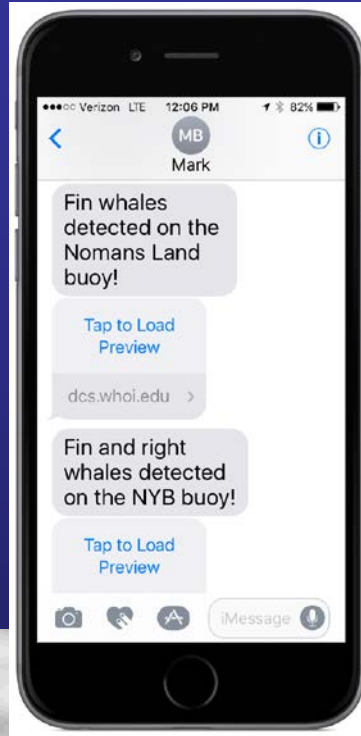 Verizon LTE 12:06 PM 82%
MB
Mark
Fin whales
detected on the
Nomans Land
buoy!
Tap to Load
Preview
dcs.whoi.edu
Fin and right
whales detected
on the NYB buoy!
Tap to Load
Preview
iMessage